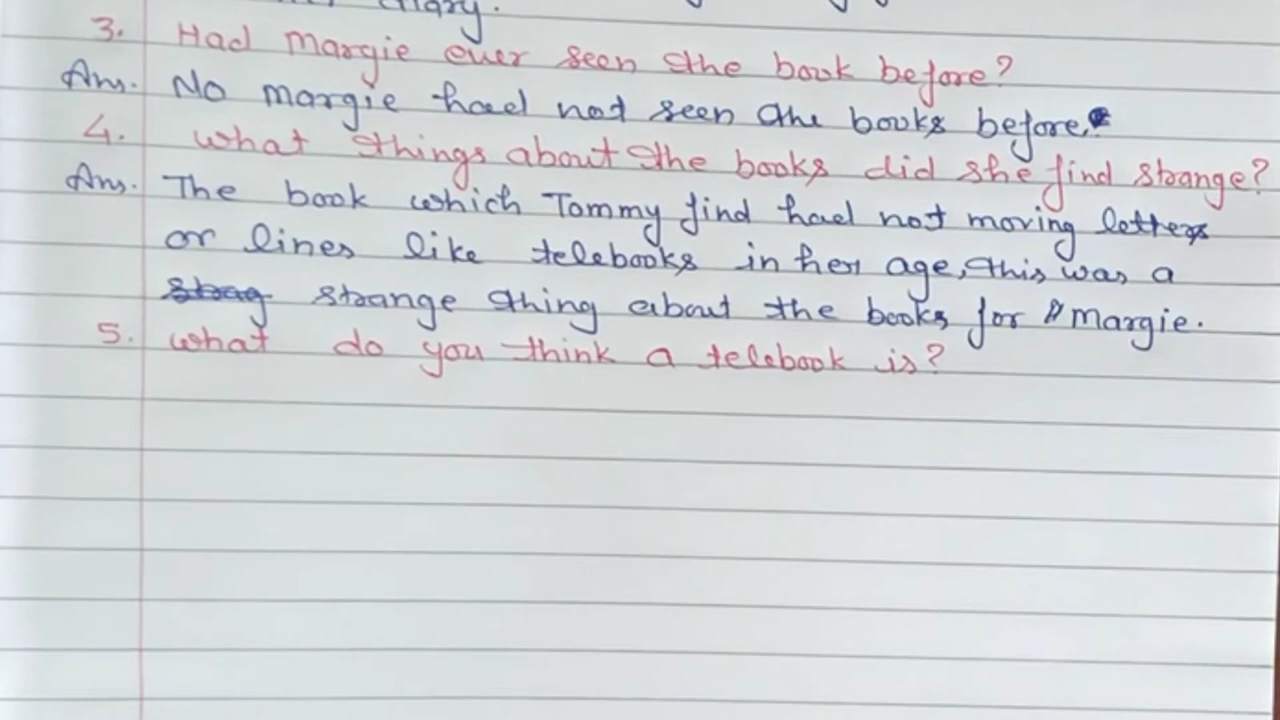 diary.
3. Had Margie ever seen the book before?
Ans. No margie had not seen the books before.
4. What things about the books did she find strange?
Ans. The book which Tommy find had not moving letters
or lines like telebooks in her age, this was a
strange thing about the books for Margie.
5. What do you think a telebook is?